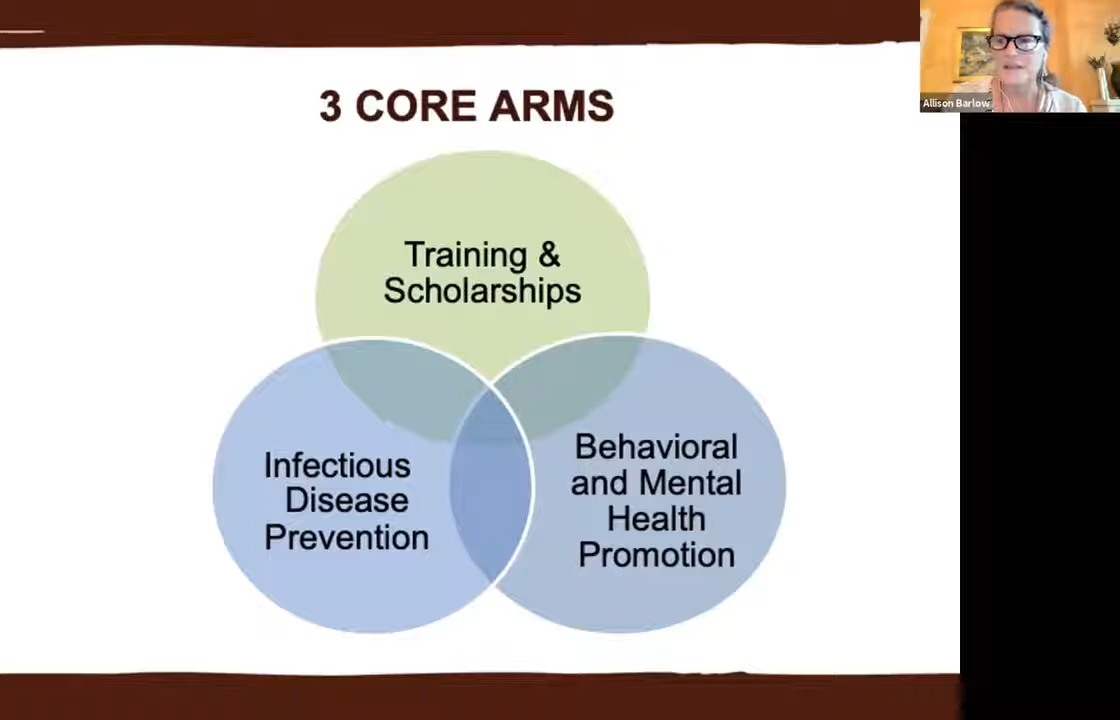 3 CORE ARMS
Training &
Scholarships
Infectious
Disease
Prevention
Behavioral
and Mental
Health
Promotion
Allison Barlow